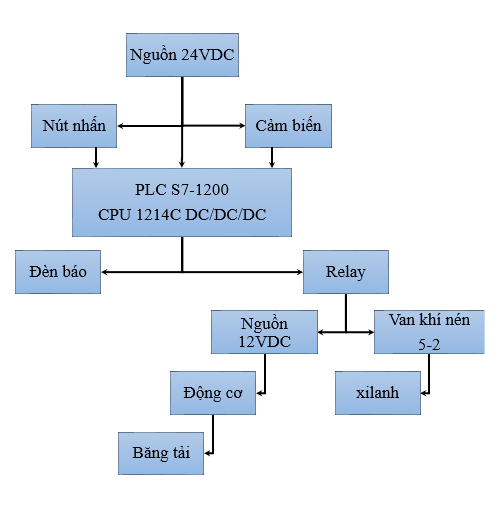 Nguồn 24VDC
Nút nhấn
Cảm biến
PLC S7-1200
CPU 1214C DC/DC/DC
Đèn báo
Relay
Nguồn
12VDC
Van khí nén
5-2
Động cơ
xilanh
Băng tải